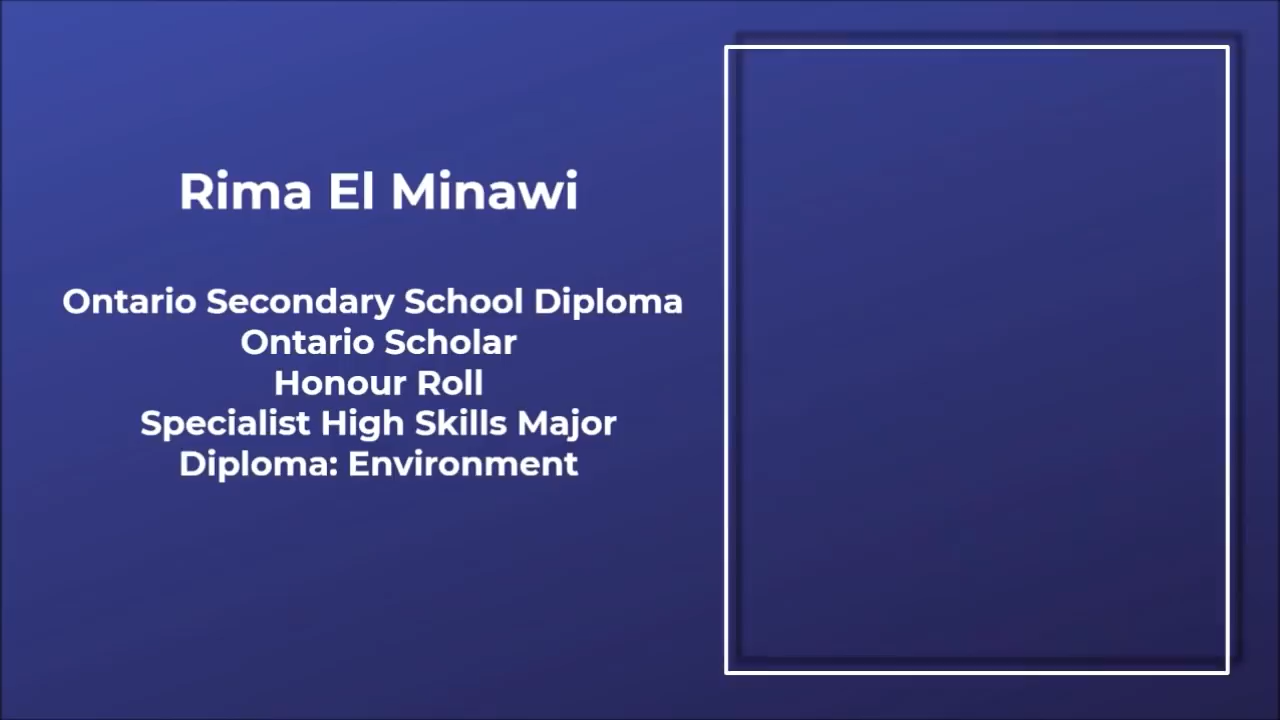 Rima El Minawi
Ontario Secondary School Diploma
Ontario Scholar
Honour Roll
Specialist High Skills Major
Diploma: Environment